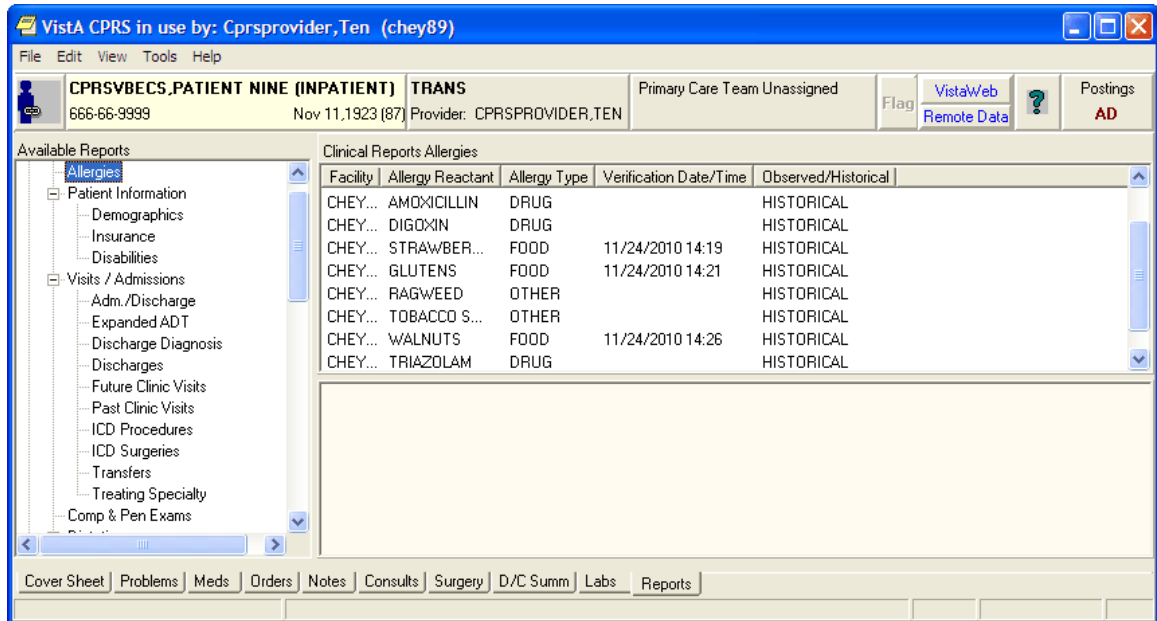 VistA CPRS in use by: Cprsprovider,Ten (chey89)
File Edit View Tools Help
CPRSVBECS,PATIENT NINE (INPATIENT)
666-66-9999 Nov 11,1923 (87)
TRANS
Provider: CPRSPROVIDER,TEN
Primary Care Team Unassigned
Flag
VistaWeb
Remote Data
?
Postings
AD
Available Reports
Allergies
Patient Information
Demographics
Insurance
Disabilities
Visits / Admissions
Adm./Discharge
Expanded ADT
Discharge Diagnosis
Discharges
Future Clinic Visits
Past Clinic Visits
ICD Procedures
ICD Surgeries
Transfers
Treating Specialty
Comp & Pen Exams
Clinical Reports Allergies
Facility Allergy Reactant Allergy Type Verification Date/Time Observed/Historical
CHEY... AMOXICILLIN DRUG HISTORICAL
CHEY... DIGOXIN DRUG HISTORICAL
CHEY... STRAWBER... FOOD 11/24/2010 14:19 HISTORICAL
CHEY... GLUTENS FOOD 11/24/2010 14:21 HISTORICAL
CHEY... RAGWEED OTHER HISTORICAL
CHEY... TOBACCO S... OTHER HISTORICAL
CHEY... WALNUTS FOOD 11/24/2010 14:26 HISTORICAL
CHEY... TRIAZOLAM DRUG HISTORICAL
Cover Sheet Problems Meds Orders Notes Consults Surgery D/C Summ Labs Reports